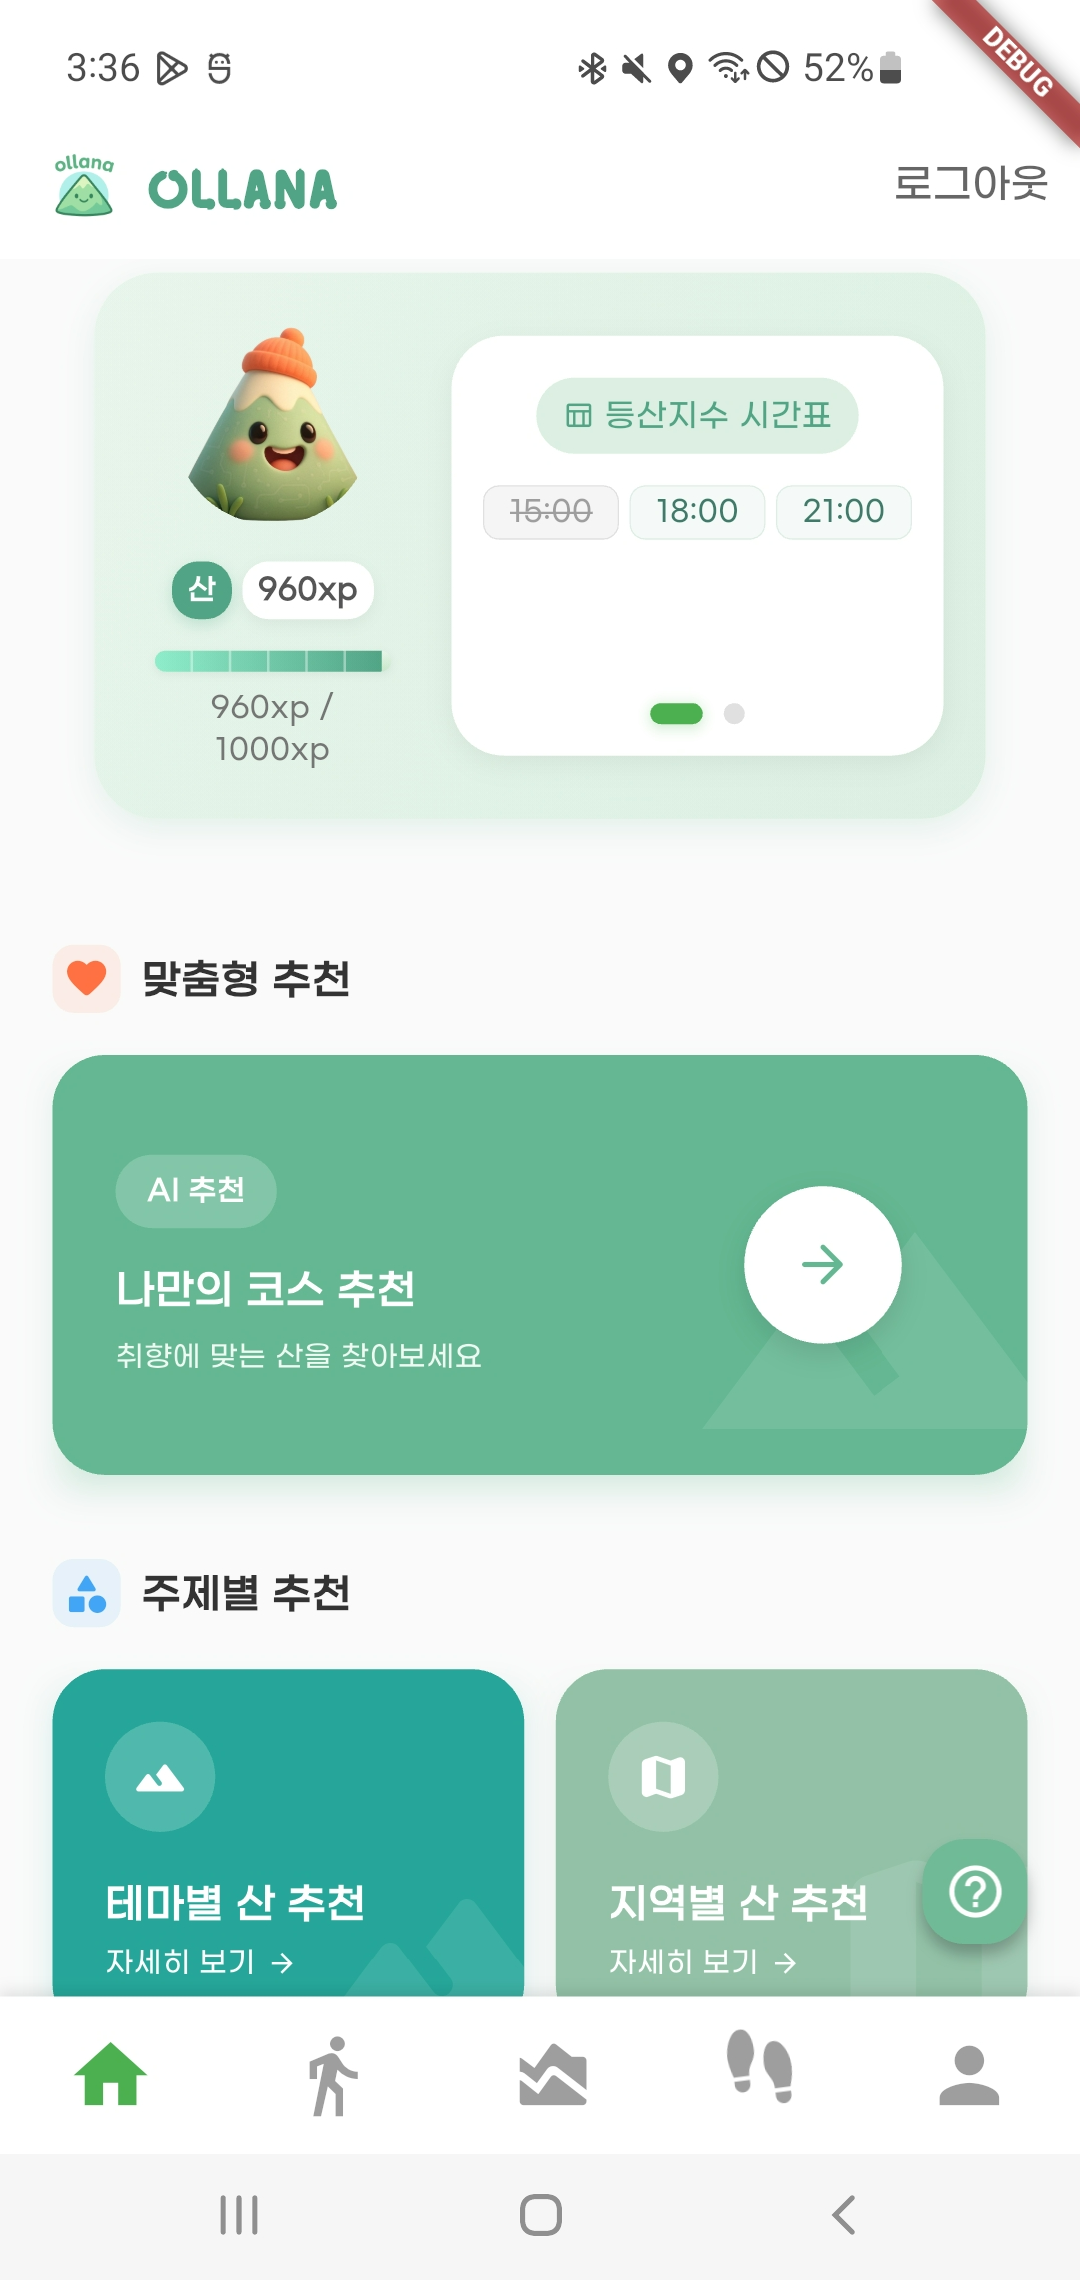 3:36
52%
DEBUG
ollana
OLLANA
로그아웃
등산지수 시간표
15:00 18:00 21:00
산 960xp
960xp /
1000xp
맞춤형 추천
AI 추천
나만의 코스 추천
취향에 맞는 산을 찾아보세요
주제별 추천
테마별 산 추천
자세히 보기 →
지역별 산 추천
자세히 보기 →